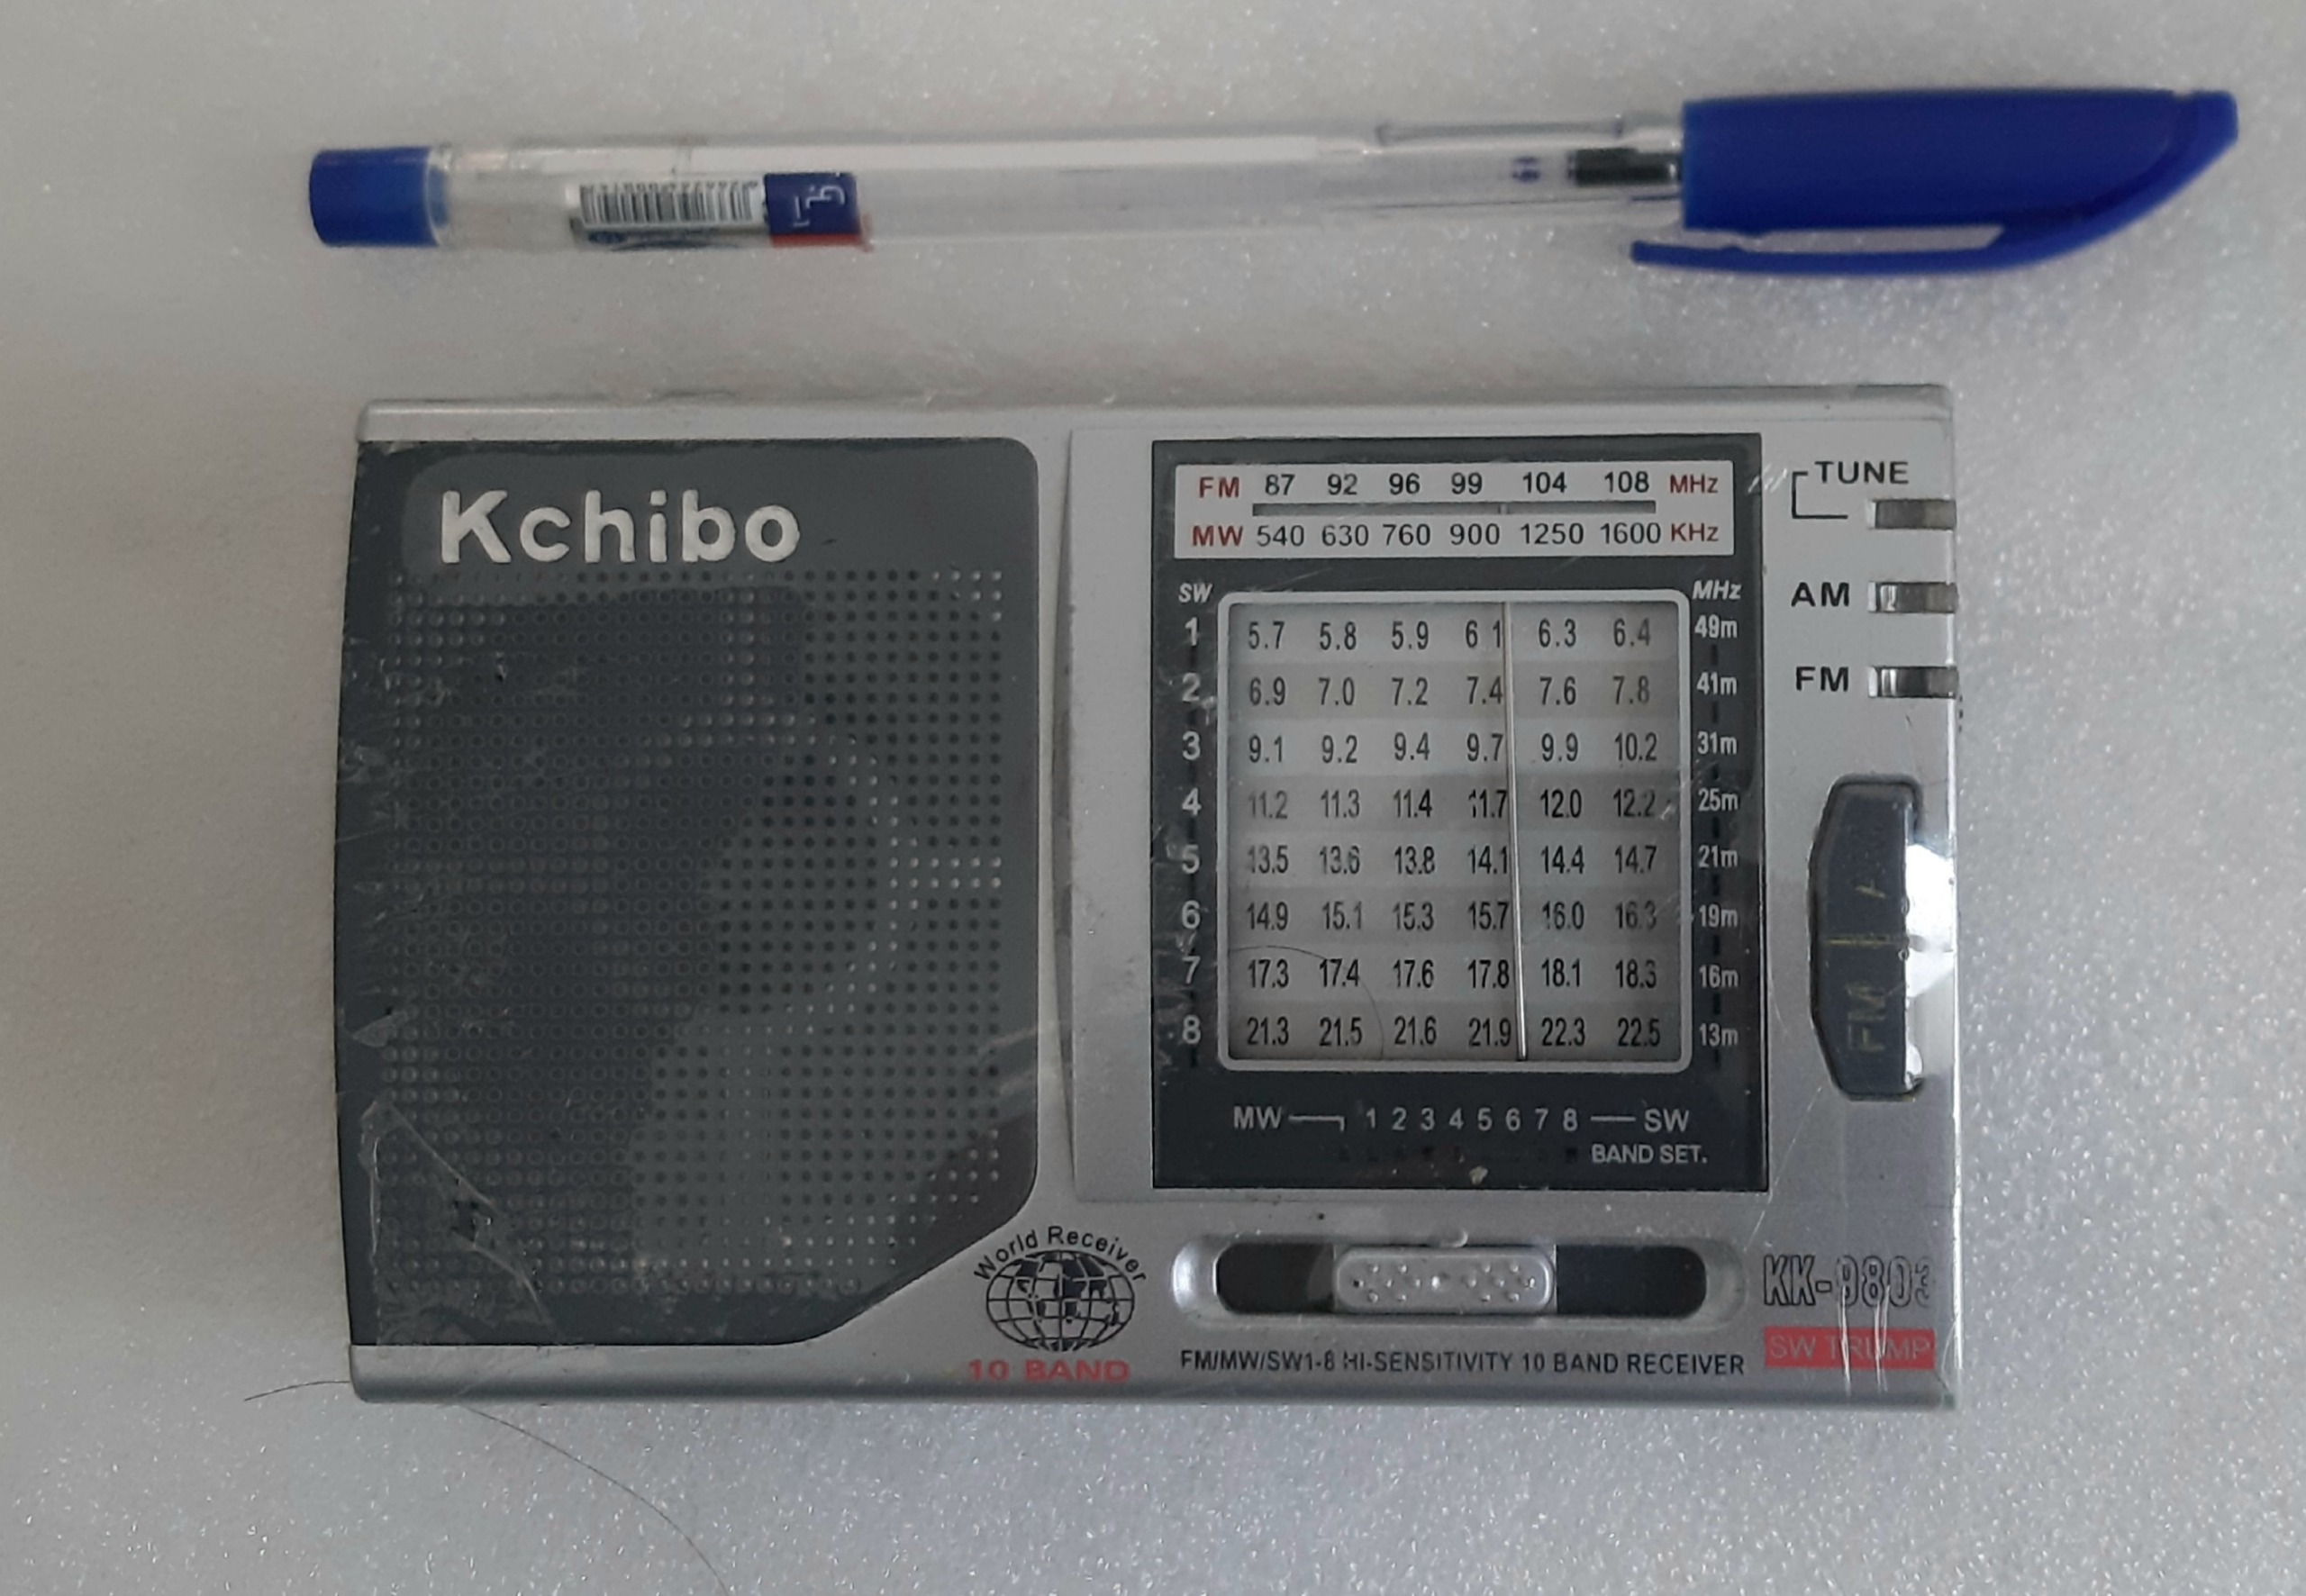 Kchibo
FM 87 92 96 99 104 108 MHz
MW 540 630 760 900 1250 1600 KHz
TUNE
AM
FM
SW MHz
1 5.7 5.8 5.9 6.1 6.3 6.4 49m
2 6.9 7.0 7.2 7.4 7.6 7.8 41m
3 9.1 9.2 9.4 9.7 9.9 10.2 31m
4 11.2 11.3 11.4 11.7 12.0 12.2 25m
5 13.5 13.6 13.8 14.1 14.4 14.7 21m
6 14.9 15.1 15.3 15.7 16.0 16.3 19m
7 17.3 17.4 17.6 17.8 18.1 18.3 16m
8 21.3 21.5 21.6 21.9 22.3 22.5 13m
FM
MW 1 2 3 4 5 6 7 8 SW
BAND SET.
World Receiver
10 BAND
FM/MW/SW1-8 HI-SENSITIVITY 10 BAND RECEIVER
KK-9803
SW TRUMP